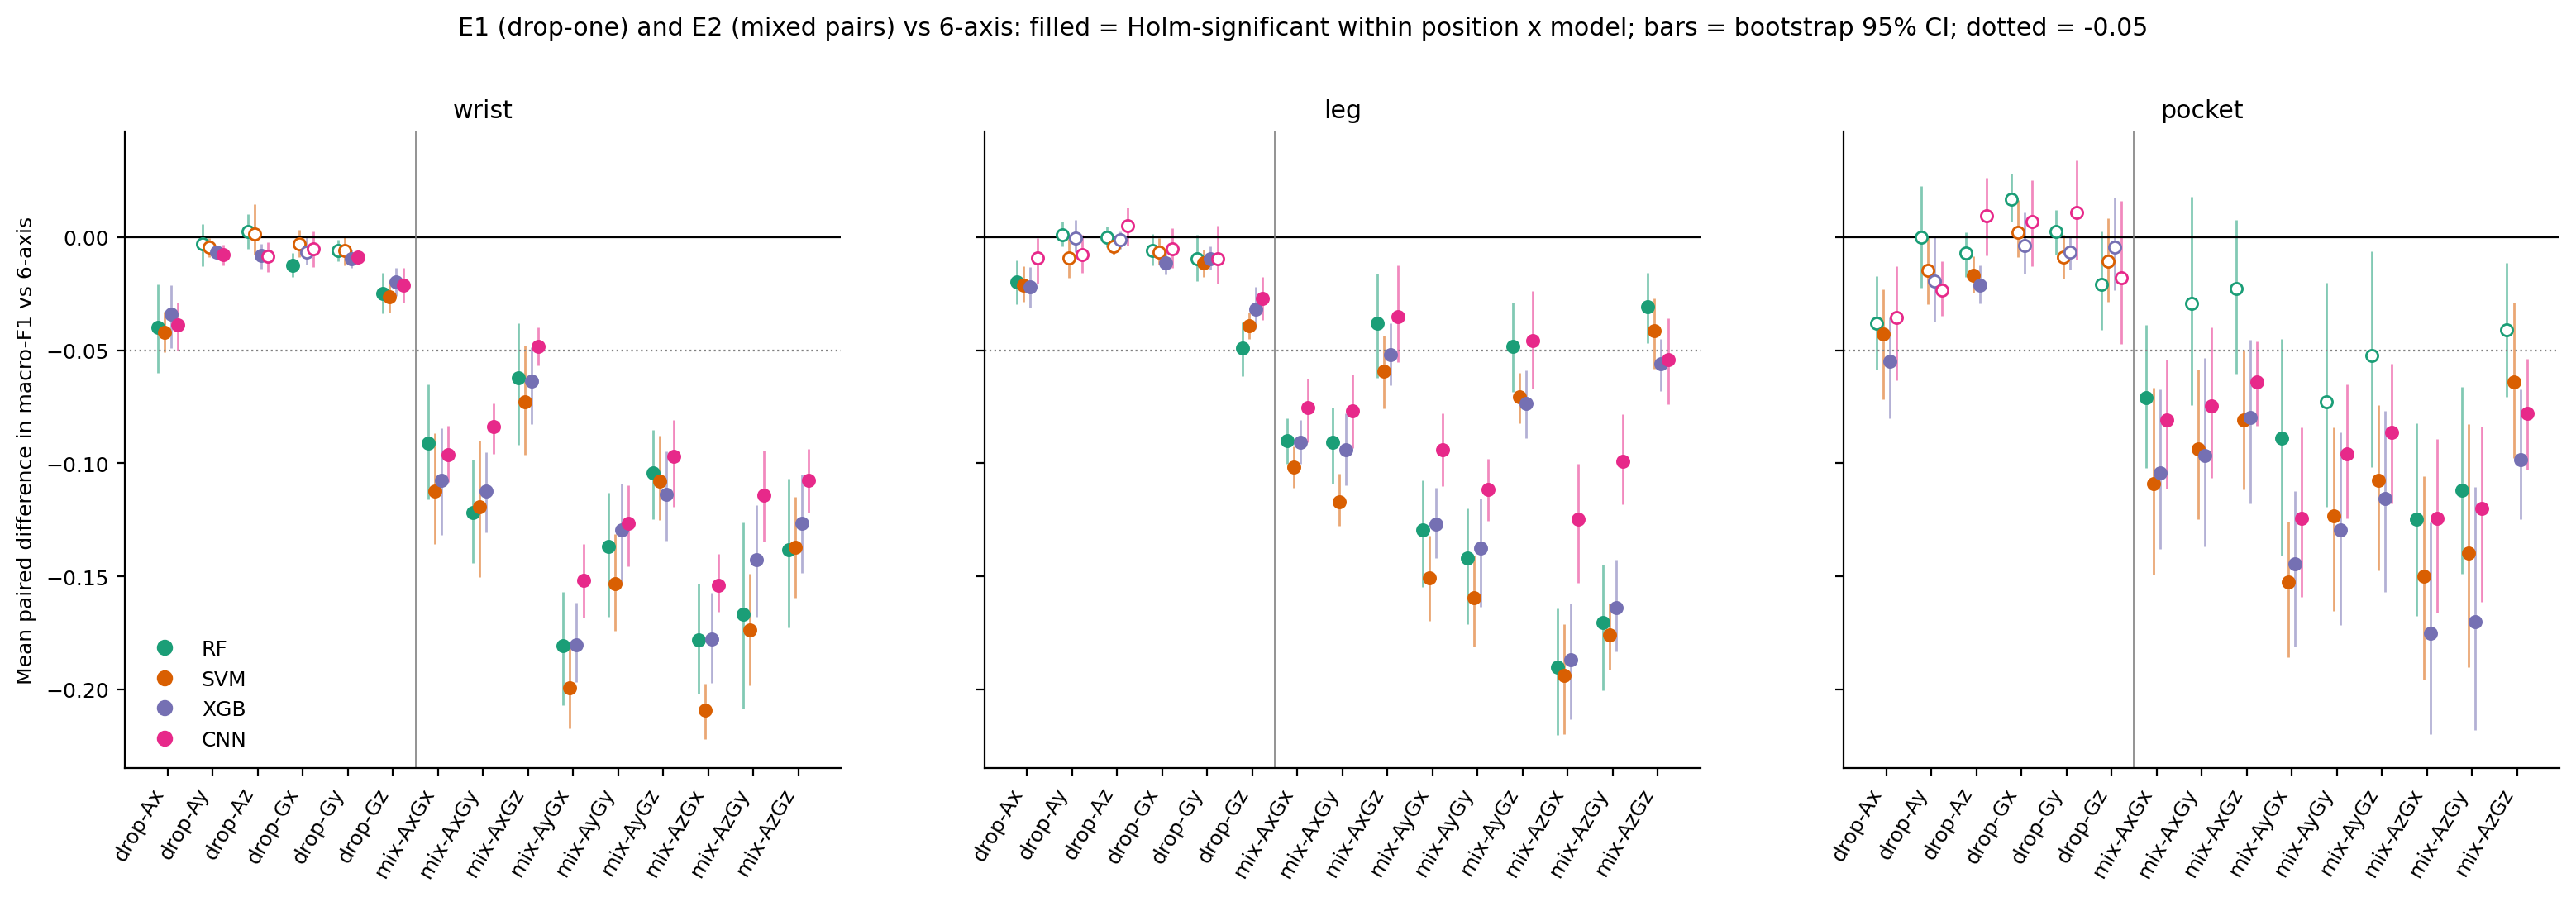 E1 (drop-one) and E2 (mixed pairs) vs 6-axis: filled = Holm-significant within position x model; bars = bootstrap 95% CI; dotted = -0.05
wrist
leg
pocket
Mean paired difference in macro-F1 vs 6-axis
0.00
−0.05
−0.10
−0.15
−0.20
RF
SVM
XGB
CNN
drop-Ax
drop-Ay
drop-Az
drop-Gx
drop-Gy
drop-Gz
mix-AxGx
mix-AxGy
mix-AxGz
mix-AyGx
mix-AyGy
mix-AyGz
mix-AzGx
mix-AzGy
mix-AzGz
drop-Ax
drop-Ay
drop-Az
drop-Gx
drop-Gy
drop-Gz
mix-AxGx
mix-AxGy
mix-AxGz
mix-AyGx
mix-AyGy
mix-AyGz
mix-AzGx
mix-AzGy
mix-AzGz
drop-Ax
drop-Ay
drop-Az
drop-Gx
drop-Gy
drop-Gz
mix-AxGx
mix-AxGy
mix-AxGz
mix-AyGx
mix-AyGy
mix-AyGz
mix-AzGx
mix-AzGy
mix-AzGz